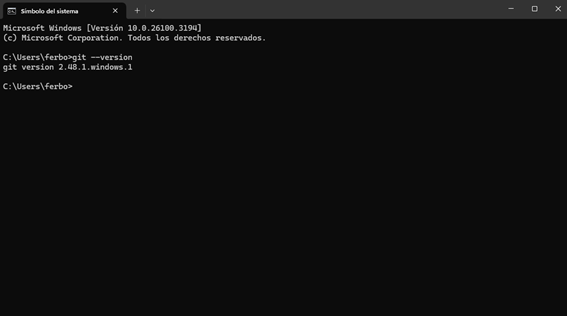 Símbolo del sistema
Microsoft Windows [Versión 10.0.26100.3194]
(c) Microsoft Corporation. Todos los derechos reservados.
C:\Users\ferbo>git --version
git version 2.48.1.windows.1
C:\Users\ferbo>